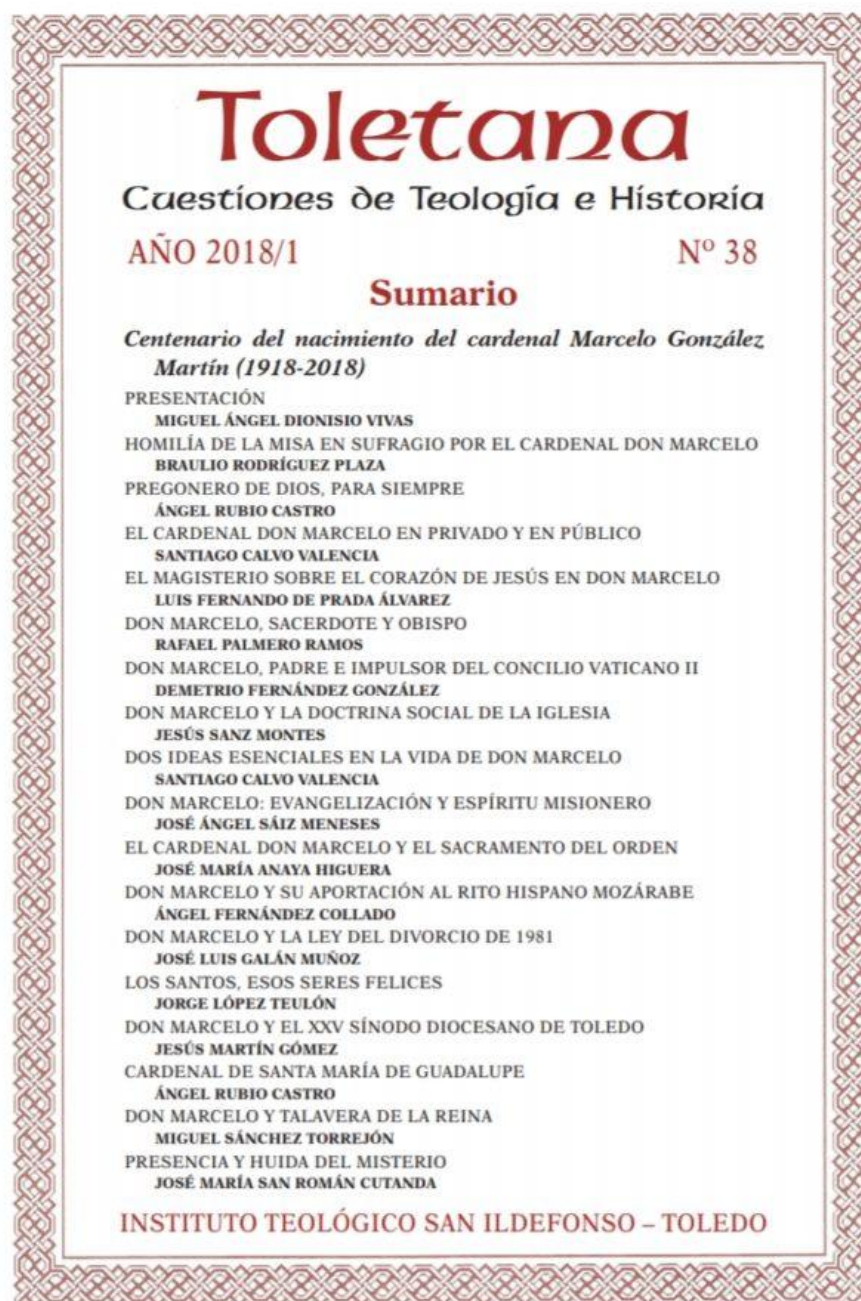 Toletana
Cuestiones de Teología e Historia
AÑO 2018/1 Nº 38
Sumario
Centenario del nacimiento del cardenal Marcelo González
Martín (1918-2018)
PRESENTACIÓN
MIGUEL ÁNGEL DIONISIO VIVAS
HOMILÍA DE LA MISA EN SUFRAGIO POR EL CARDENAL DON MARCELO
BRAULIO RODRÍGUEZ PLAZA
PREGONERO DE DIOS, PARA SIEMPRE
ÁNGEL RUBIO CASTRO
EL CARDENAL DON MARCELO EN PRIVADO Y EN PÚBLICO
SANTIAGO CALVO VALENCIA
EL MAGISTERIO SOBRE EL CORAZÓN DE JESÚS EN DON MARCELO
LUIS FERNANDO DE PRADA ÁLVAREZ
DON MARCELO, SACERDOTE Y OBISPO
RAFAEL PALMERO RAMOS
DON MARCELO, PADRE E IMPULSOR DEL CONCILIO VATICANO II
DEMETRIO FERNÁNDEZ GONZÁLEZ
DON MARCELO Y LA DOCTRINA SOCIAL DE LA IGLESIA
JESÚS SANZ MONTES
DOS IDEAS ESENCIALES EN LA VIDA DE DON MARCELO
SANTIAGO CALVO VALENCIA
DON MARCELO: EVANGELIZACIÓN Y ESPÍRITU MISIONERO
JOSÉ ÁNGEL SÁIZ MENESES
EL CARDENAL DON MARCELO Y EL SACRAMENTO DEL ORDEN
JOSÉ MARÍA ANAYA HIGUERA
DON MARCELO Y SU APORTACIÓN AL RITO HISPANO MOZÁRABE
ÁNGEL FERNÁNDEZ COLLADO
DON MARCELO Y LA LEY DEL DIVORCIO DE 1981
JOSÉ LUIS GALÁN MUÑOZ
LOS SANTOS, ESOS SERES FELICES
JORGE LÓPEZ TEULÓN
DON MARCELO Y EL XXV SÍNODO DIOCESANO DE TOLEDO
JESÚS MARTÍN GÓMEZ
CARDENAL DE SANTA MARÍA DE GUADALUPE
ÁNGEL RUBIO CASTRO
DON MARCELO Y TALAVERA DE LA REINA
MIGUEL SÁNCHEZ TORREJÓN
PRESENCIA Y HUIDA DEL MISTERIO
JOSÉ MARÍA SAN ROMÁN CUTANDA
INSTITUTO TEOLÓGICO SAN ILDEFONSO – TOLEDO